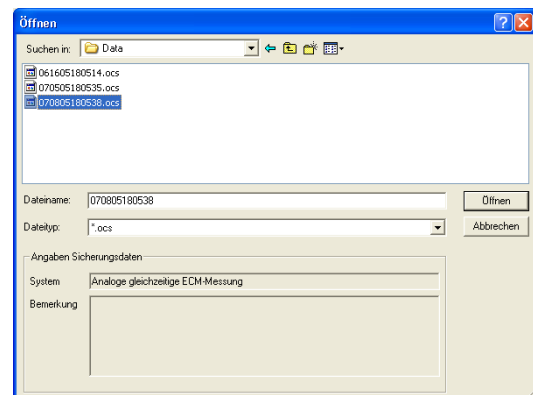 Öffnen
Suchen in: Data
061605180514.ocs
070505180535.ocs
070805180538.ocs
Dateiname: 070805180538 Öffnen
Dateityp: *.ocs Abbrechen
Angaben Sicherungsdaten
System Analoge gleichzeitige ECM-Messung
Bemerkung